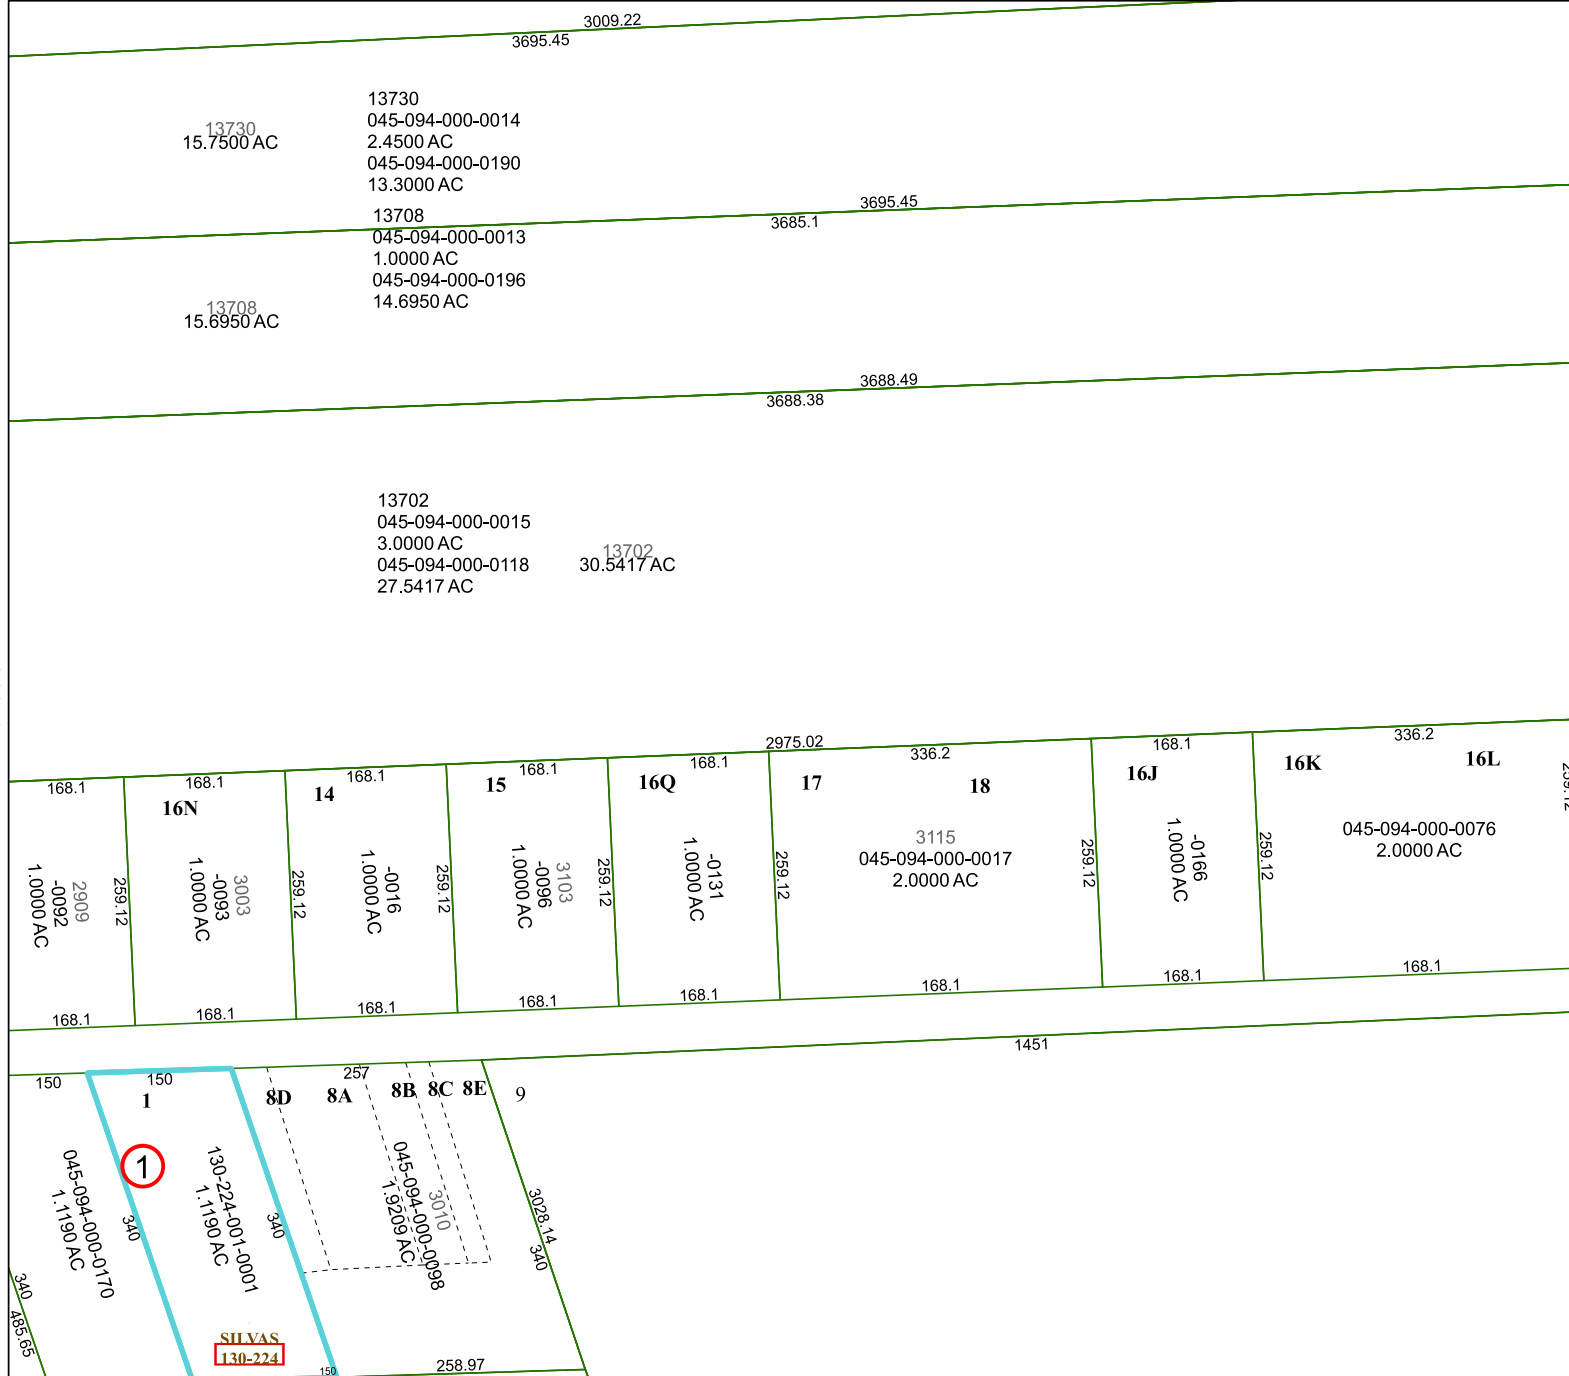 3009.22
3695.45
13730
15.7500 AC
13730
045-094-000-0014
2.4500 AC
045-094-000-0190
13.3000 AC
3695.45
3685.1
13708
045-094-000-0013
1.0000 AC
045-094-000-0196
14.6950 AC
13708
15.6950 AC
3688.49
3688.38
13702
045-094-000-0015
3.0000 AC
045-094-000-0118
27.5417 AC
13702
30.5417 AC
2975.02
168.1
168.1
168.1
168.1
168.1
336.2
168.1
336.2
16N
14
15
16Q
17
18
16J
16K
16L
259.12
2909
-0092
1.0000 AC
259.12
3003
-0093
1.0000 AC
259.12
-0016
1.0000 AC
259.12
3103
-0096
1.0000 AC
259.12
-0131
1.0000 AC
259.12
3115
045-094-000-0017
2.0000 AC
259.12
-0166
1.0000 AC
259.12
045-094-000-0076
2.0000 AC
168.1
168.1
168.1
168.1
168.1
168.1
168.1
168.1
1451
150
150
257
1
8D
8A
8B
8C
8E
9
1
045-094-000-0170
1.1190 AC
340
130-224-001-0001
1.1190 AC
340
3010
045-094-000-0098
1.9209 AC
3028.14
340
340
485.65
SILVAS
130-224
150
258.97